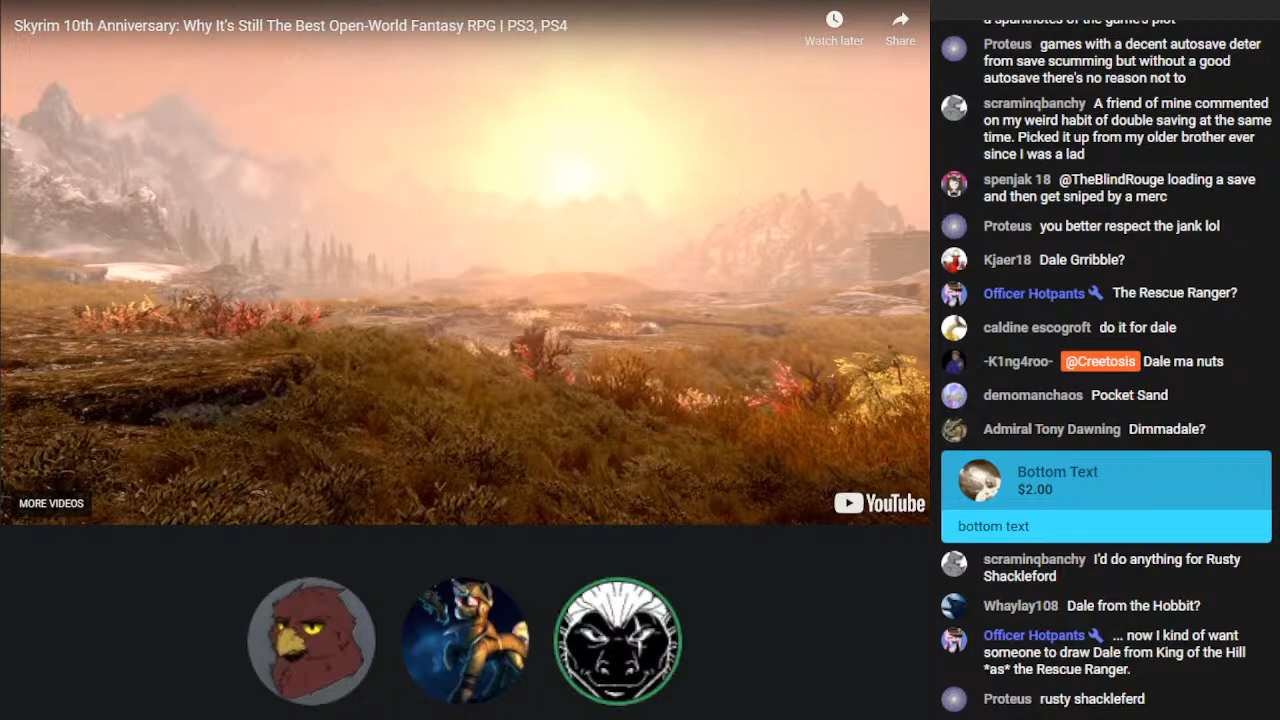 Skyrim 10th Anniversary: Why It's Still The Best Open-World Fantasy RPG | PS3, PS4
Watch later
Share
MORE VIDEOS
YouTube
a sparknotes of the game's plot
Proteus games with a decent autosave deter
from save scumming but without a good
autosave there's no reason not to
scraminqbanchy A friend of mine commented
on my weird habit of double saving at the same
time. Picked it up from my older brother ever
since I was a lad
spenjak 18 @TheBlindRouge loading a save
and then get sniped by a merc
Proteus you better respect the jank lol
Kjaer18 Dale Grribble?
Officer Hotpants The Rescue Ranger?
caldine escogroft do it for dale
-K1ng4roo- @Creetosis Dale ma nuts
demomanchaos Pocket Sand
Admiral Tony Dawning Dimmadale?
Bottom Text
$2.00
bottom text
scraminqbanchy I'd do anything for Rusty
Shackleford
Whaylay108 Dale from the Hobbit?
Officer Hotpants ... now I kind of want
someone to draw Dale from King of the Hill
*as* the Rescue Ranger.
Proteus rusty shackleferd